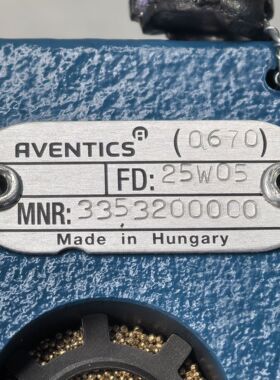 AVENTICS (0670)
FD: 25W05
MNR: 3353200000
Made in Hungary